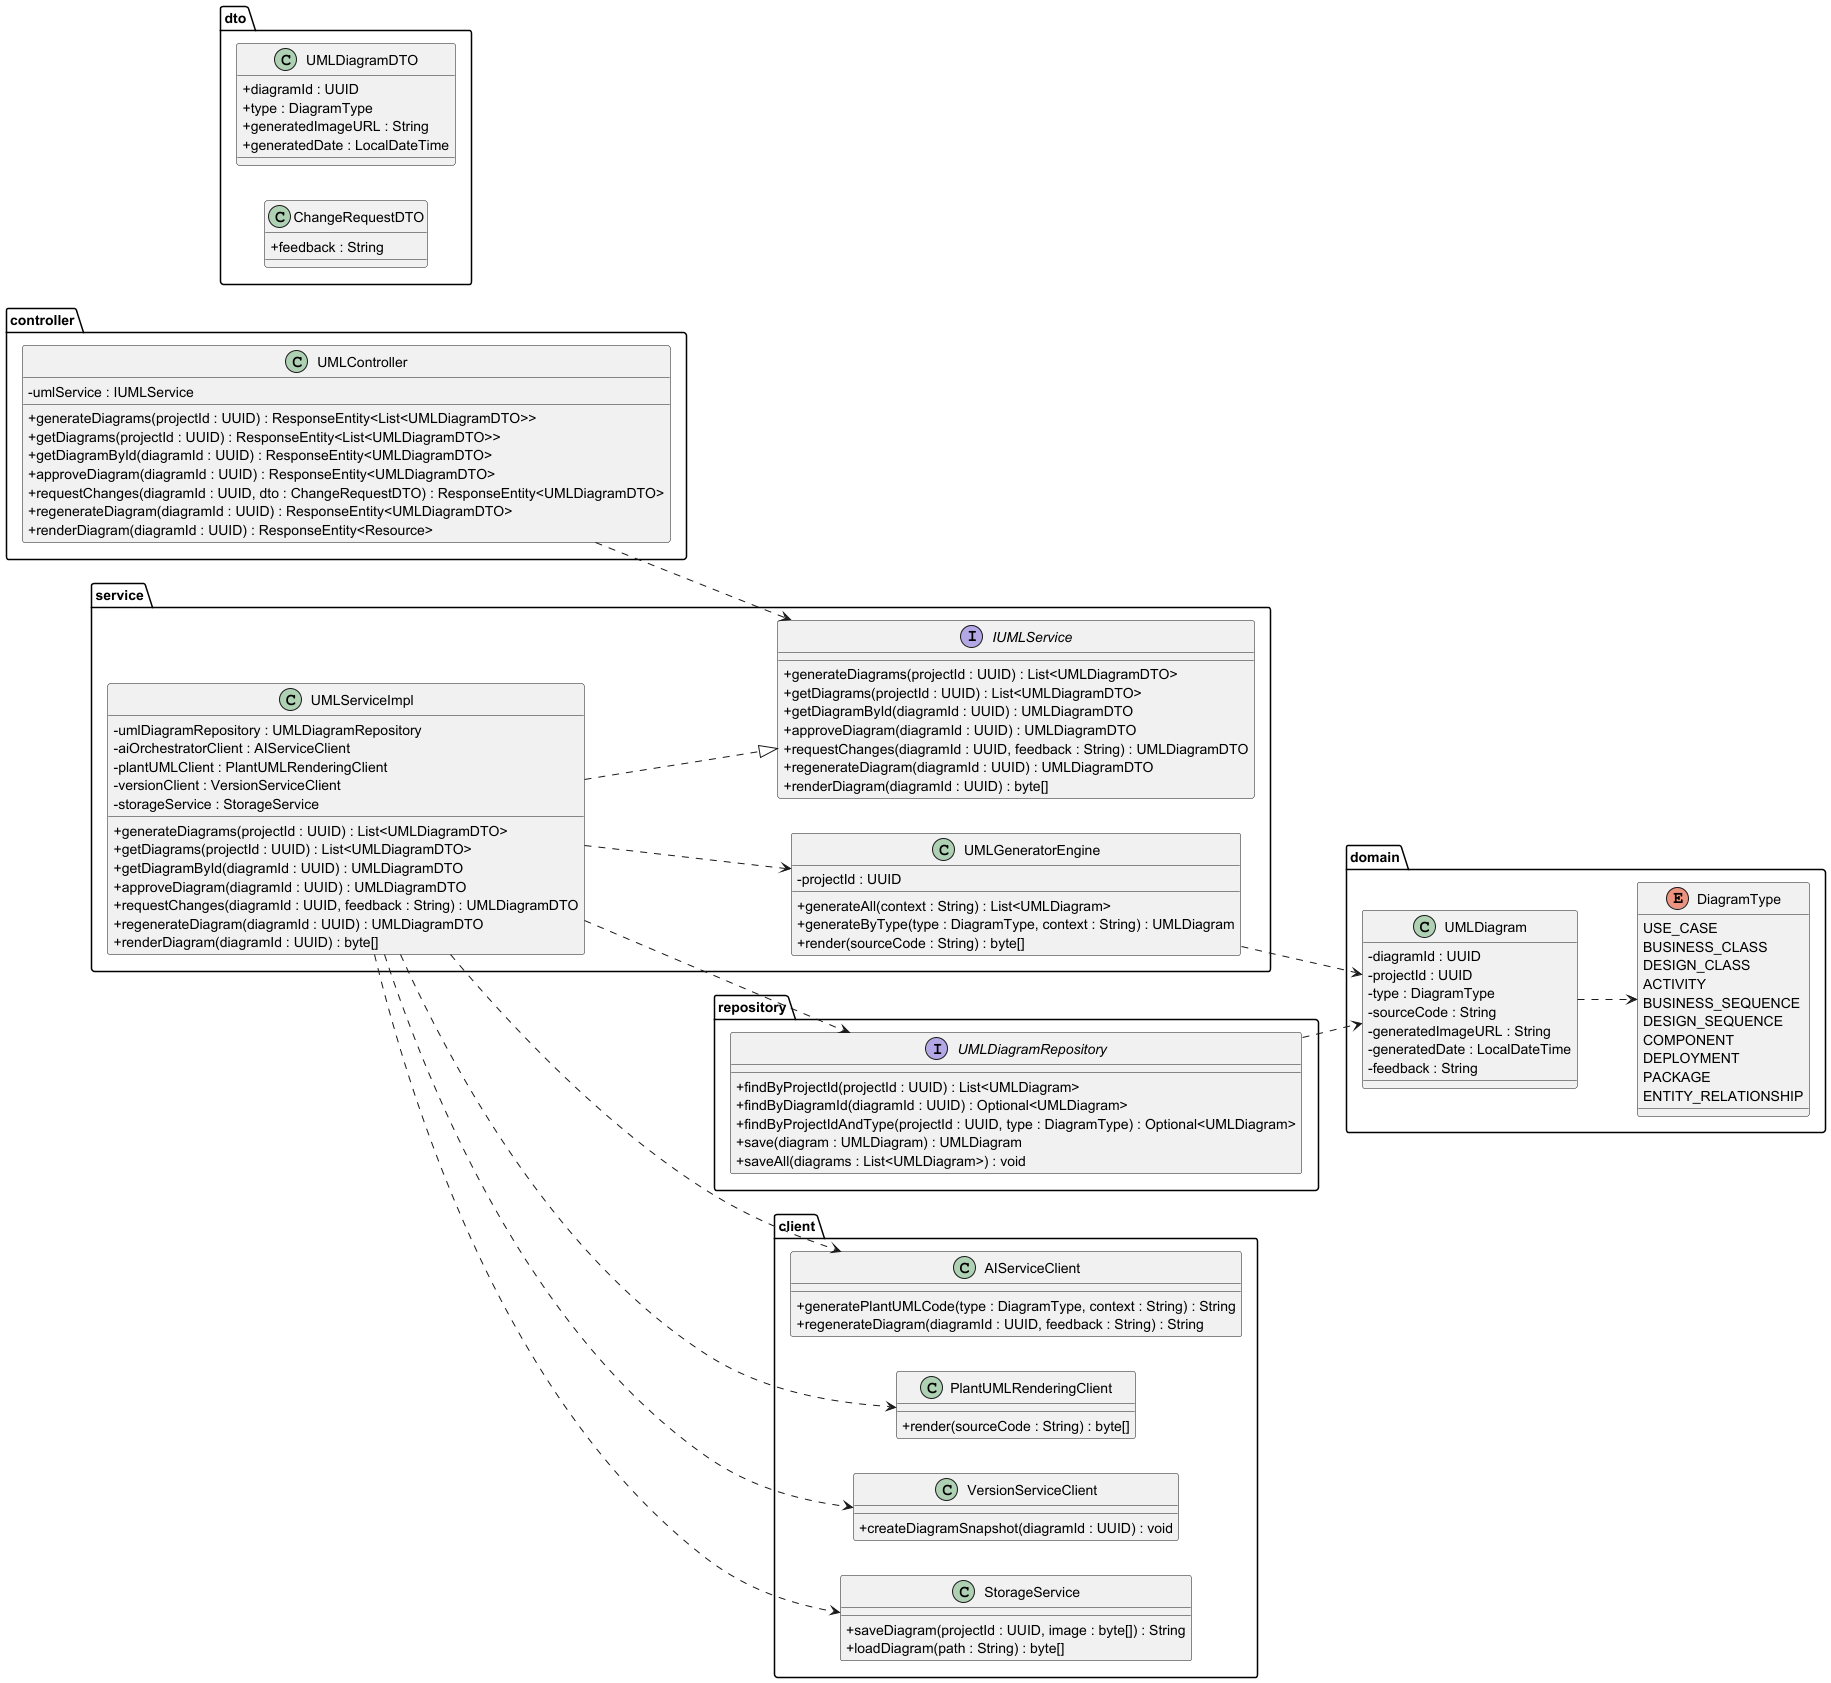 dto
C UMLDiagramDTO
+diagramId : UUID
+type : DiagramType
+generatedImageURL : String
+generatedDate : LocalDateTime
C ChangeRequestDTO
+feedback : String
controller
C UMLController
-umlService : IUMLService
+generateDiagrams(projectId : UUID) : ResponseEntity<List<UMLDiagramDTO>>
+getDiagrams(projectId : UUID) : ResponseEntity<List<UMLDiagramDTO>>
+getDiagramById(diagramId : UUID) : ResponseEntity<UMLDiagramDTO>
+approveDiagram(diagramId : UUID) : ResponseEntity<UMLDiagramDTO>
+requestChanges(diagramId : UUID, dto : ChangeRequestDTO) : ResponseEntity<UMLDiagramDTO>
+regenerateDiagram(diagramId : UUID) : ResponseEntity<UMLDiagramDTO>
+renderDiagram(diagramId : UUID) : ResponseEntity<Resource>
service
C UMLServiceImpl
-umlDiagramRepository : UMLDiagramRepository
-aiOrchestratorClient : AIServiceClient
-plantUMLClient : PlantUMLRenderingClient
-versionClient : VersionServiceClient
-storageService : StorageService
+generateDiagrams(projectId : UUID) : List<UMLDiagramDTO>
+getDiagrams(projectId : UUID) : List<UMLDiagramDTO>
+getDiagramById(diagramId : UUID) : UMLDiagramDTO
+approveDiagram(diagramId : UUID) : UMLDiagramDTO
+requestChanges(diagramId : UUID, feedback : String) : UMLDiagramDTO
+regenerateDiagram(diagramId : UUID) : UMLDiagramDTO
+renderDiagram(diagramId : UUID) : byte[]
I IUMLService
+generateDiagrams(projectId : UUID) : List<UMLDiagramDTO>
+getDiagrams(projectId : UUID) : List<UMLDiagramDTO>
+getDiagramById(diagramId : UUID) : UMLDiagramDTO
+approveDiagram(diagramId : UUID) : UMLDiagramDTO
+requestChanges(diagramId : UUID, feedback : String) : UMLDiagramDTO
+regenerateDiagram(diagramId : UUID) : UMLDiagramDTO
+renderDiagram(diagramId : UUID) : byte[]
C UMLGeneratorEngine
-projectId : UUID
+generateAll(context : String) : List<UMLDiagram>
+generateByType(type : DiagramType, context : String) : UMLDiagram
+render(sourceCode : String) : byte[]
domain
C UMLDiagram
-diagramId : UUID
-projectId : UUID
-type : DiagramType
-sourceCode : String
-generatedImageURL : String
-generatedDate : LocalDateTime
-feedback : String
E DiagramType
USE_CASE
BUSINESS_CLASS
DESIGN_CLASS
ACTIVITY
BUSINESS_SEQUENCE
DESIGN_SEQUENCE
COMPONENT
DEPLOYMENT
PACKAGE
ENTITY_RELATIONSHIP
repository
I UMLDiagramRepository
+findByProjectId(projectId : UUID) : List<UMLDiagram>
+findByDiagramId(diagramId : UUID) : Optional<UMLDiagram>
+findByProjectIdAndType(projectId : UUID, type : DiagramType) : Optional<UMLDiagram>
+save(diagram : UMLDiagram) : UMLDiagram
+saveAll(diagrams : List<UMLDiagram>) : void
client
C AIServiceClient
+generatePlantUMLCode(type : DiagramType, context : String) : String
+regenerateDiagram(diagramId : UUID, feedback : String) : String
C PlantUMLRenderingClient
+render(sourceCode : String) : byte[]
C VersionServiceClient
+createDiagramSnapshot(diagramId : UUID) : void
C StorageService
+saveDiagram(projectId : UUID, image : byte[]) : String
+loadDiagram(path : String) : byte[]